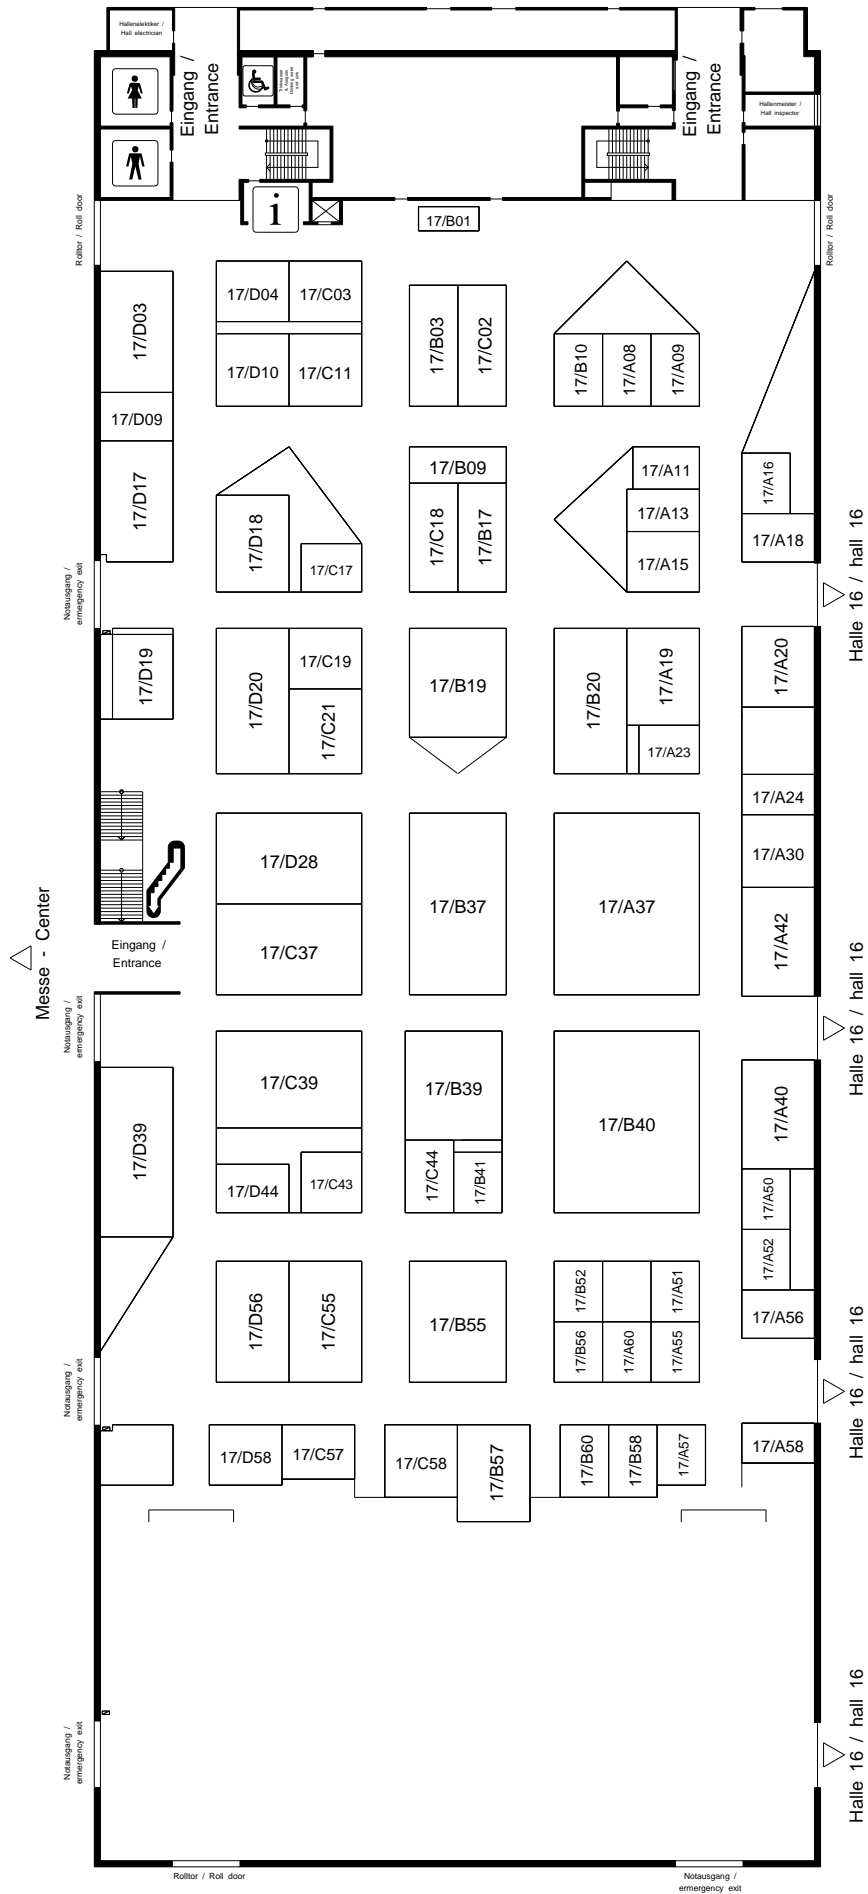 Hallenelektiker /
Hall electrician
Eingang /
Entrance
Eingang /
Entrance
Hallenmeister /
Hall inspector
i
Rolltor / Roll door
Rolltor / Roll door
17/B01
17/D03
17/D04
17/C03
17/B03
17/C02
17/B10
17/A08
17/A09
17/D10
17/C11
17/D09
17/D17
17/B09
17/A11
17/A16
17/D18
17/C18
17/B17
17/A13
17/A18
17/C17
17/A15
Notausgang /
ermergency exit
Halle 16 / hall 16
17/D19
17/D20
17/C19
17/B19
17/B20
17/A19
17/A20
17/C21
17/A23
17/A24
17/D28
17/B37
17/A37
17/A30
17/C37
17/A42
Messe - Center
Eingang /
Entrance
Notausgang /
ermergency exit
Halle 16 / hall 16
17/C39
17/B39
17/B40
17/A40
17/D39
17/D44
17/C43
17/C44
17/B41
17/A50
17/A52
17/D56
17/C55
17/B55
17/B52
17/A51
17/A56
17/B56
17/A60
17/A55
Notausgang /
ermergency exit
Halle 16 / hall 16
17/D58
17/C57
17/C58
17/B57
17/B60
17/B58
17/A57
17/A58
Notausgang /
ermergency exit
Halle 16 / hall 16
Rolltor / Roll door
Notausgang /
ermergency exit